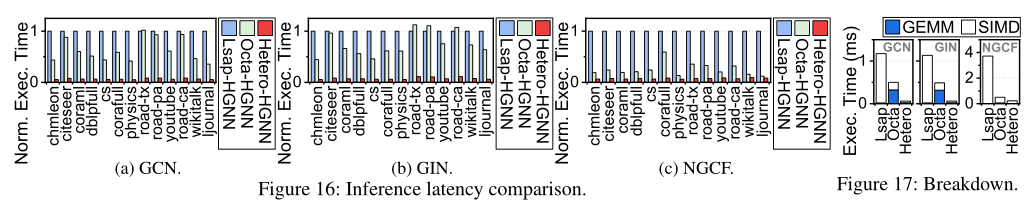 Norm. Exec. Time
1
0
chmleon
citeseer
coraml
dblpfull
cs
corafull
physics
road-tx
road-pa
youtube
road-ca
wikitalk
ljournal
Lsap-HGNN
Octa-HGNN
Hetero-HGNN
(a) GCN.
Norm. Exec. Time
1
0
chmleon
citeseer
coraml
dblpfull
cs
corafull
physics
road-tx
road-pa
youtube
road-ca
wikitalk
ljournal
Lsap-HGNN
Octa-HGNN
Hetero-HGNN
(b) GIN.
Norm. Exec. Time
1
0
chmleon
citeseer
coraml
dblpfull
cs
corafull
physics
road-tx
road-pa
youtube
road-ca
wikitalk
ljournal
Lsap-HGNN
Octa-HGNN
Hetero-HGNN
(c) NGCF.
Figure 16: Inference latency comparison.
GEMM SIMD
Exec. Time (ms)
1
0
GCN
Lsap
Octa
Hetero
GIN
Lsap
Octa
Hetero
4
2
0
NGCF
Lsap
Octa
Hetero
Figure 17: Breakdown.